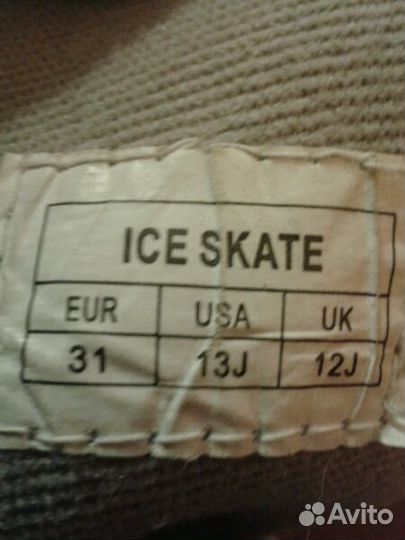 ICE SKATE
EUR USA UK
31 13J 12J
Avito